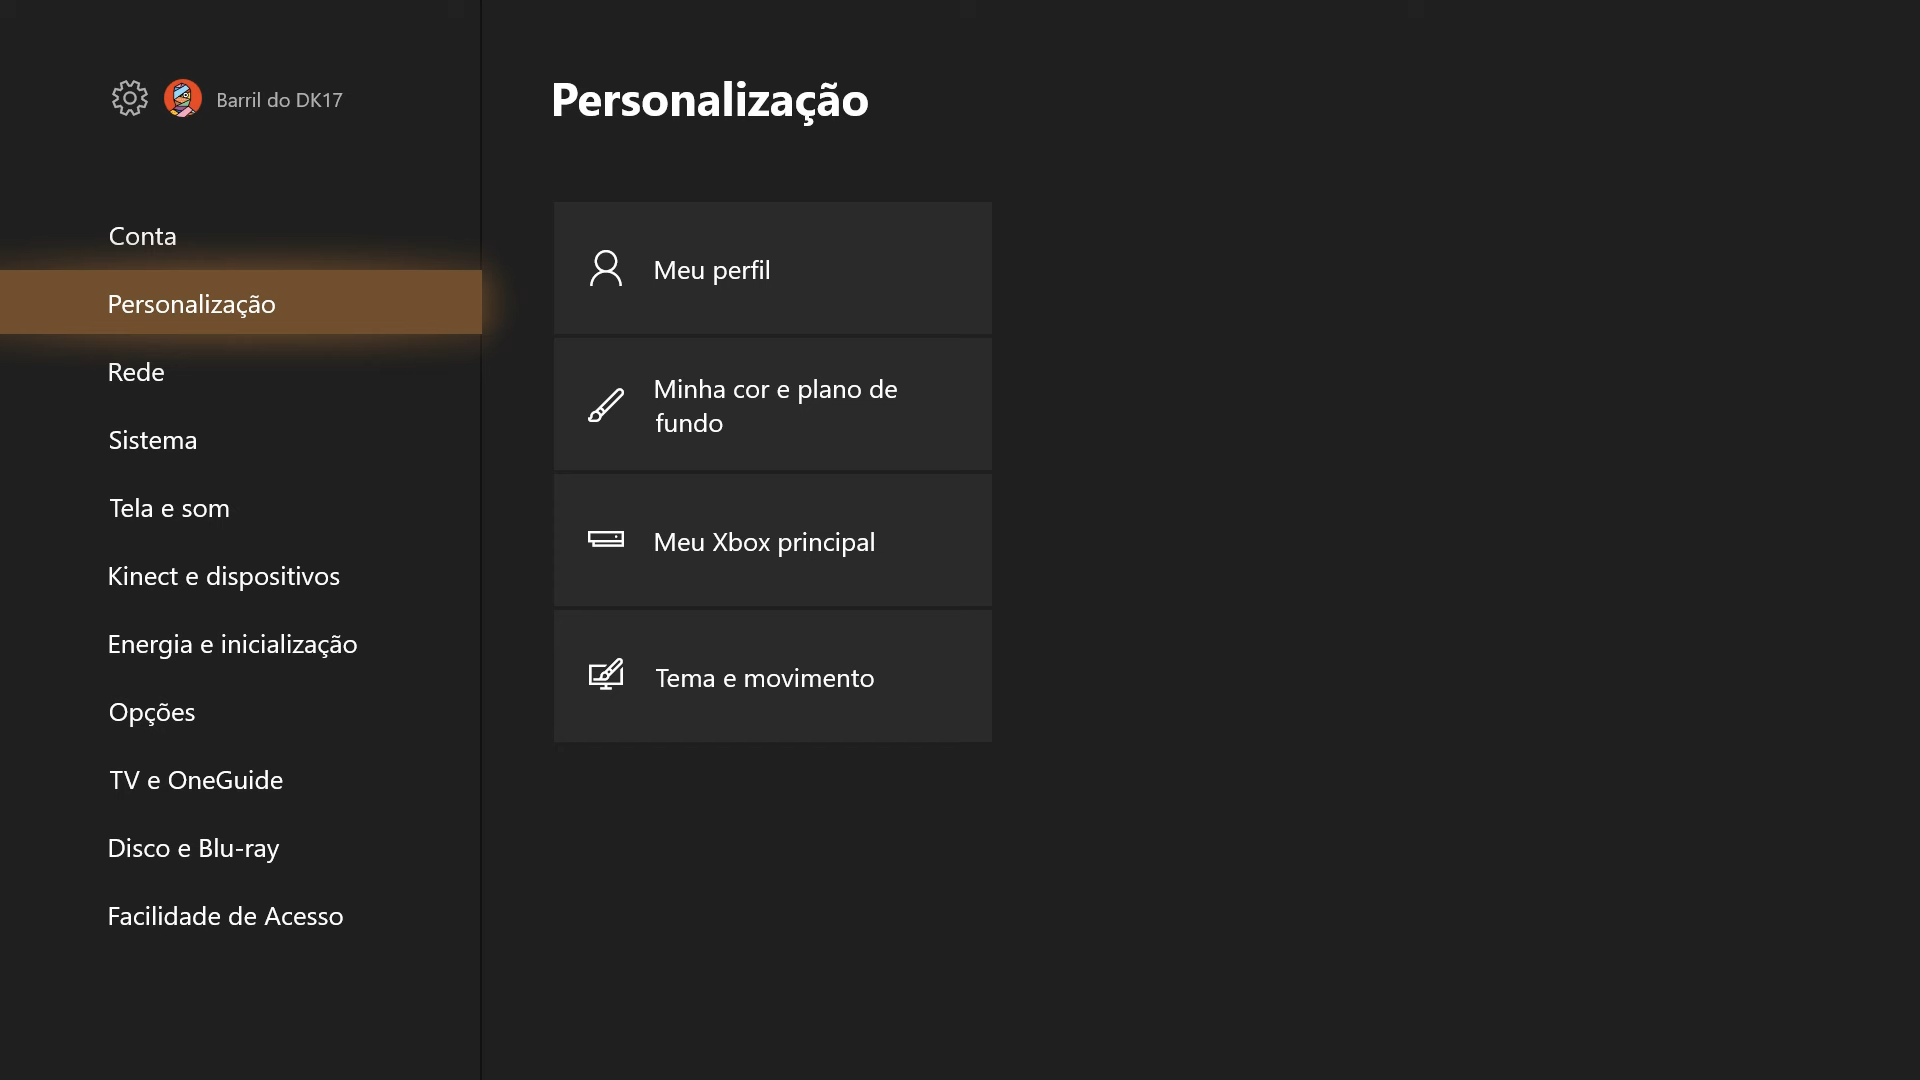 Barril do DK17
Conta
Personalização
Rede
Sistema
Tela e som
Kinect e dispositivos
Energia e inicialização
Opções
TV e OneGuide
Disco e Blu-ray
Facilidade de Acesso
Personalização
Meu perfil
Minha cor e plano de
fundo
Meu Xbox principal
Tema e movimento